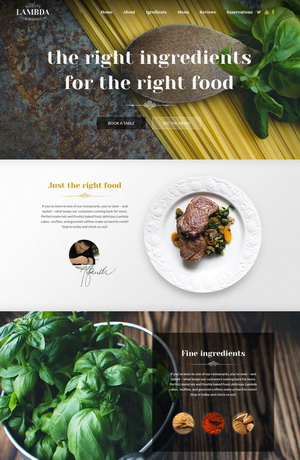 LAMBDA
Home
About
Igredients
Menu
Reviews
Reservations
the right ingredients
for the right food
BOOK A TABLE
SEE THE MENU
Just the right food
If you've been to one of our restaurants, you've seen – and
tasted – what keeps our customers coming back for more.
Perfect materials and freshly baked food, delicious Lambda
cakes, muffins, and gourmet coffees make us hard to resist!
Stop in today and check us out!
Fine ingredients
If you've been to one of our restaurants, you've seen – and
tasted – what keeps our customers coming back for more.
Perfect materials and freshly baked food, delicious Lambda
cakes, muffins, and gourmet coffees make us hard to resist!
Stop in today and check us out!